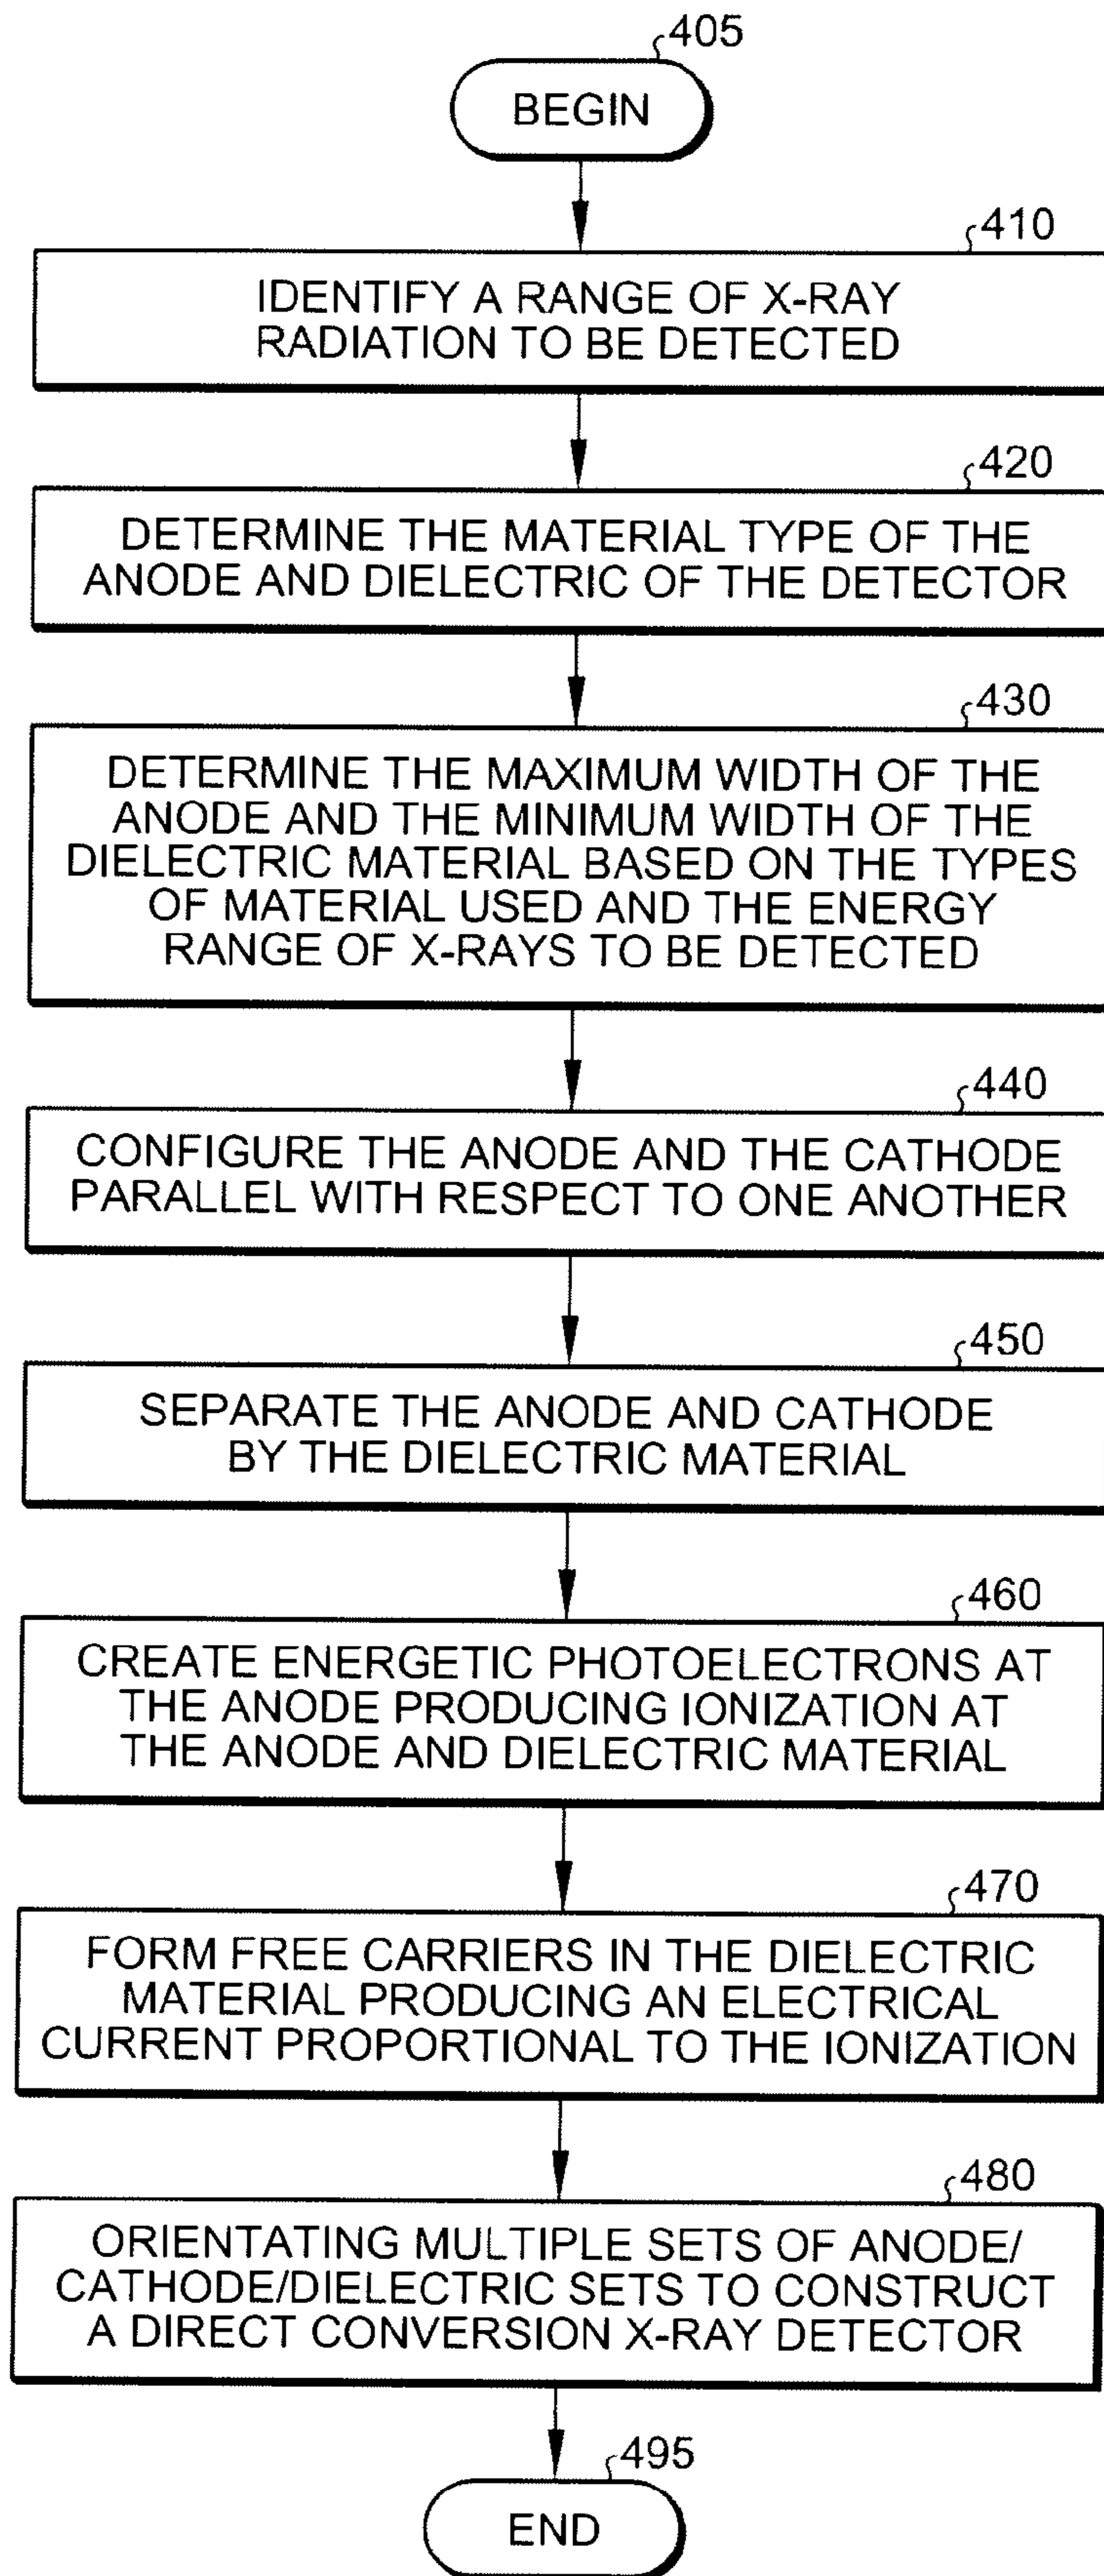 405
BEGIN
410
IDENTIFY A RANGE OF X-RAY
RADIATION TO BE DETECTED
420
DETERMINE THE MATERIAL TYPE OF THE
ANODE AND DIELECTRIC OF THE DETECTOR
430
DETERMINE THE MAXIMUM WIDTH OF THE
ANODE AND THE MINIMUM WIDTH OF THE
DIELECTRIC MATERIAL BASED ON THE TYPES
OF MATERIAL USED AND THE ENERGY
RANGE OF X-RAYS TO BE DETECTED
440
CONFIGURE THE ANODE AND THE CATHODE
PARALLEL WITH RESPECT TO ONE ANOTHER
450
SEPARATE THE ANODE AND CATHODE
BY THE DIELECTRIC MATERIAL
460
CREATE ENERGETIC PHOTOELECTRONS AT
THE ANODE PRODUCING IONIZATION AT
THE ANODE AND DIELECTRIC MATERIAL
470
FORM FREE CARRIERS IN THE DIELECTRIC
MATERIAL PRODUCING AN ELECTRICAL
CURRENT PROPORTIONAL TO THE IONIZATION
480
ORIENTATING MULTIPLE SETS OF ANODE/
CATHODE/DIELECTRIC SETS TO CONSTRUCT
A DIRECT CONVERSION X-RAY DETECTOR
495
END